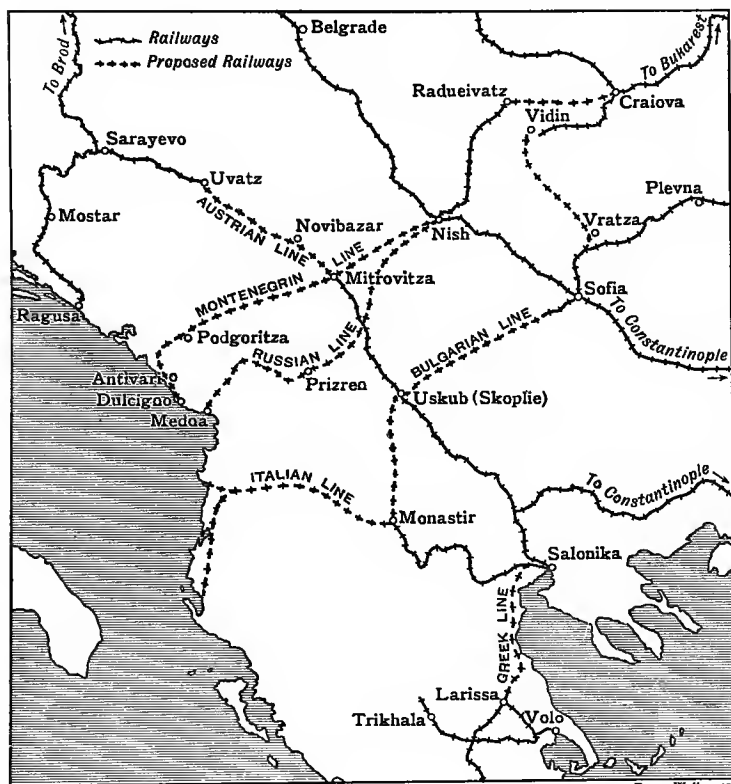 Belgrade
Railways
Proposed Railways
To Brod
To Bukarest
Radueivatz
Craiova
Vidin
Sarayevo
Uvatz
Plevna
Mostar
AUSTRIAN LINE
Novibazar
Nish
Vratza
MONTENEGRIN LINE
Mitrovitza
Sofia
Ragusa
Podgoritza
RUSSIAN LINE
BULGARIAN LINE
To Constantinople
Antivari
Prizren
Dulcigno
Uskub (Skoplie)
Medoa
ITALIAN LINE
To Constantinople
Monastir
Salonika
GREEK LINE
Larissa
Trikhala
Volo